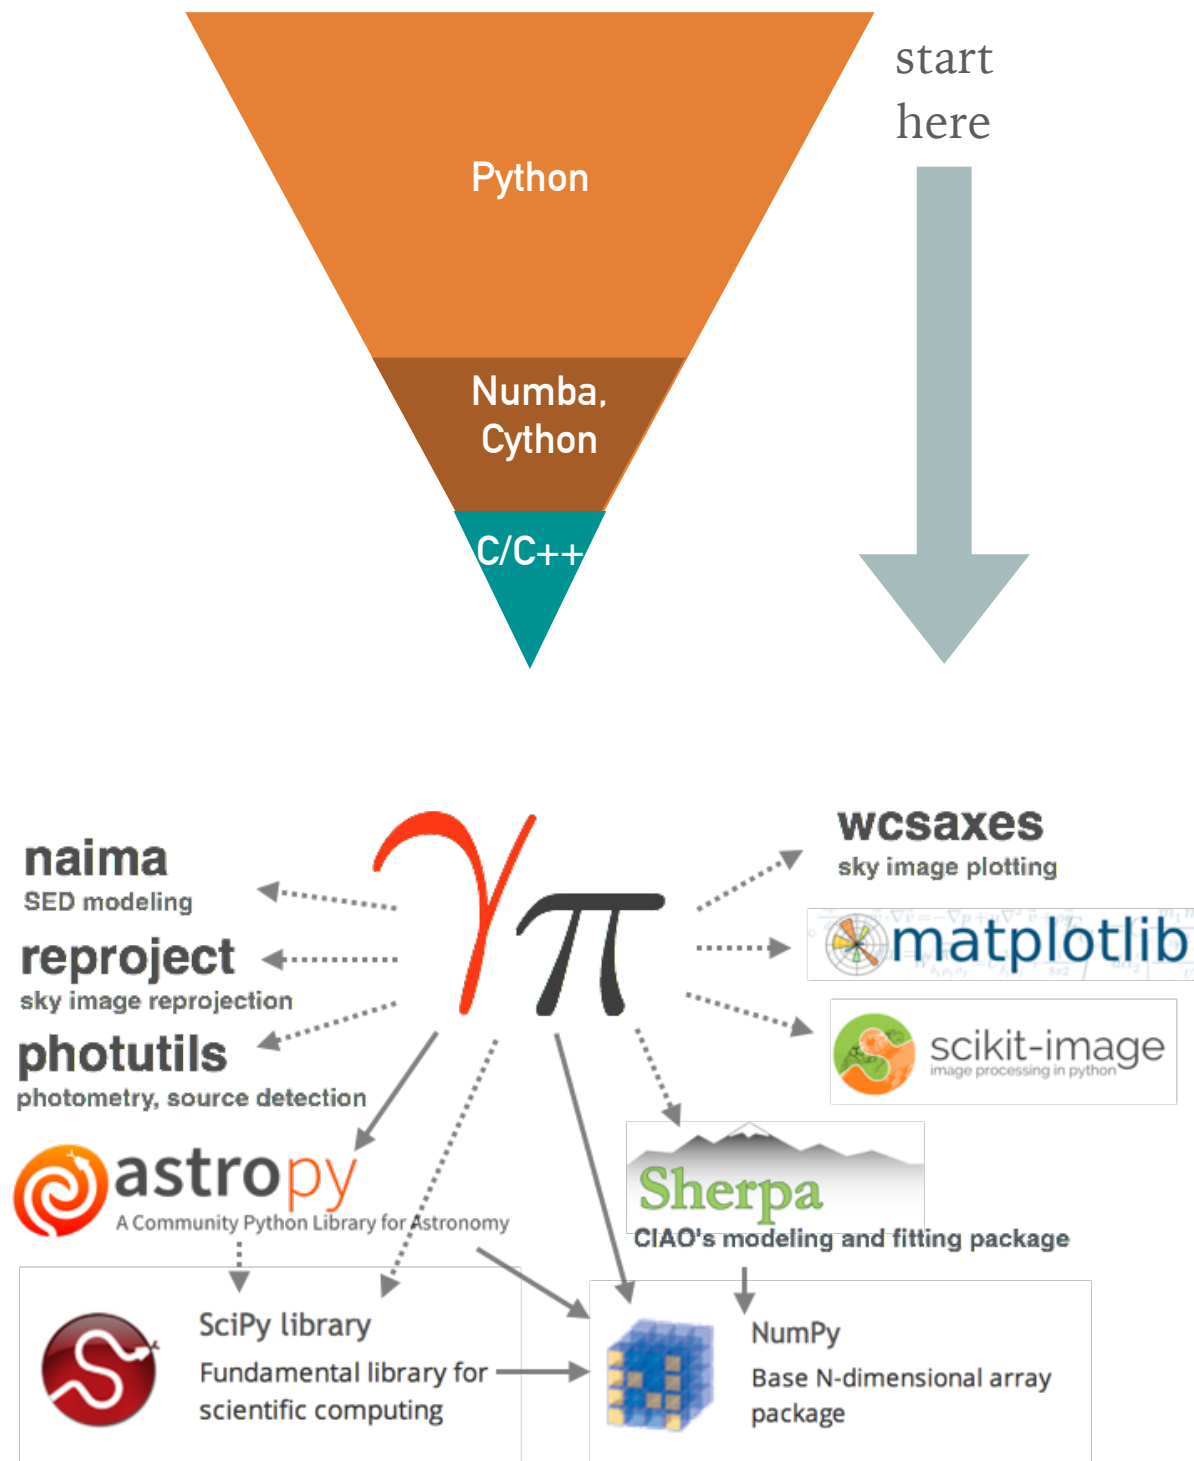 start
here
Python
Numba,
Cython
C/C++
γπ
naima
SED modeling
reproject
sky image reprojection
photutils
photometry, source detection
wcsaxes
sky image plotting
matplotlib
scikit-image
image processing in python
astropy
A Community Python Library for Astronomy
Sherpa
CIAO's modeling and fitting package
SciPy library
Fundamental library for
scientific computing
NumPy
Base N-dimensional array
package